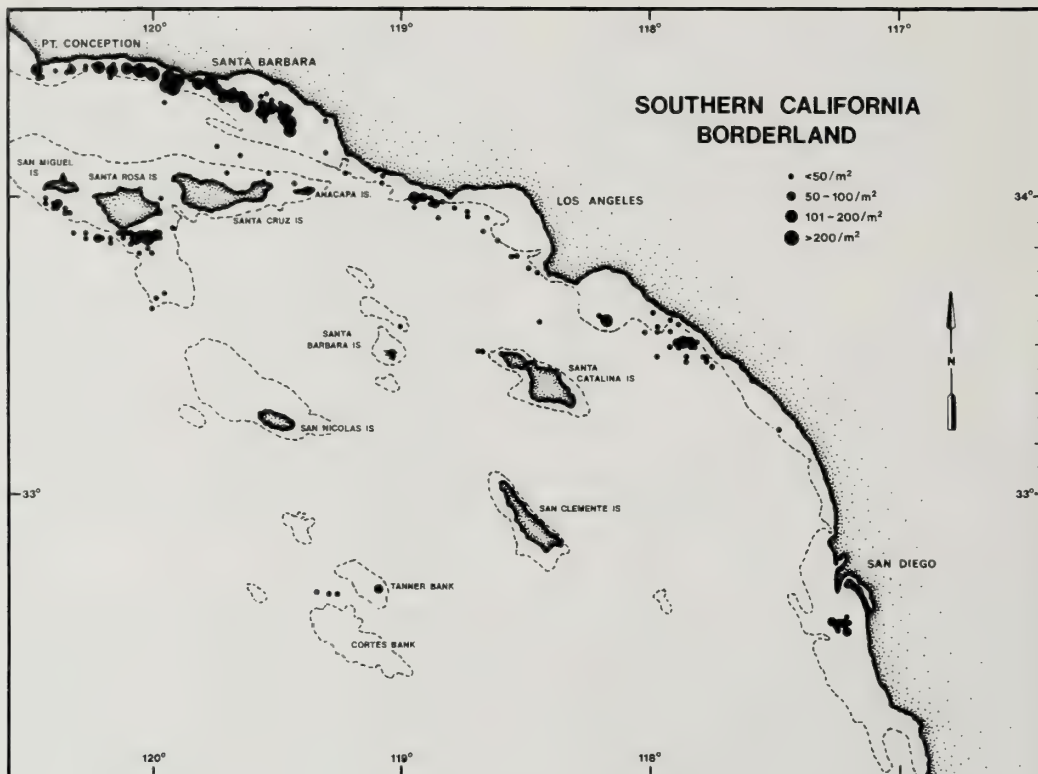 120°
119°
118°
117°
PT. CONCEPTION
SANTA BARBARA
SOUTHERN CALIFORNIA
BORDERLAND
<50/m²
50-100/m²
101-200/m²
>200/m²
SAN MIGUEL
IS
SANTA ROSA IS
ANACAPA IS.
SANTA CRUZ IS
LOS ANGELES
34°
34°
N
SANTA
BARBARA IS
SANTA
CATALINA IS
SAN NICOLAS IS
33°
33°
SAN CLEMENTE IS
SAN DIEGO
TANNER BANK
CORTES BANK
120°
119°
118°